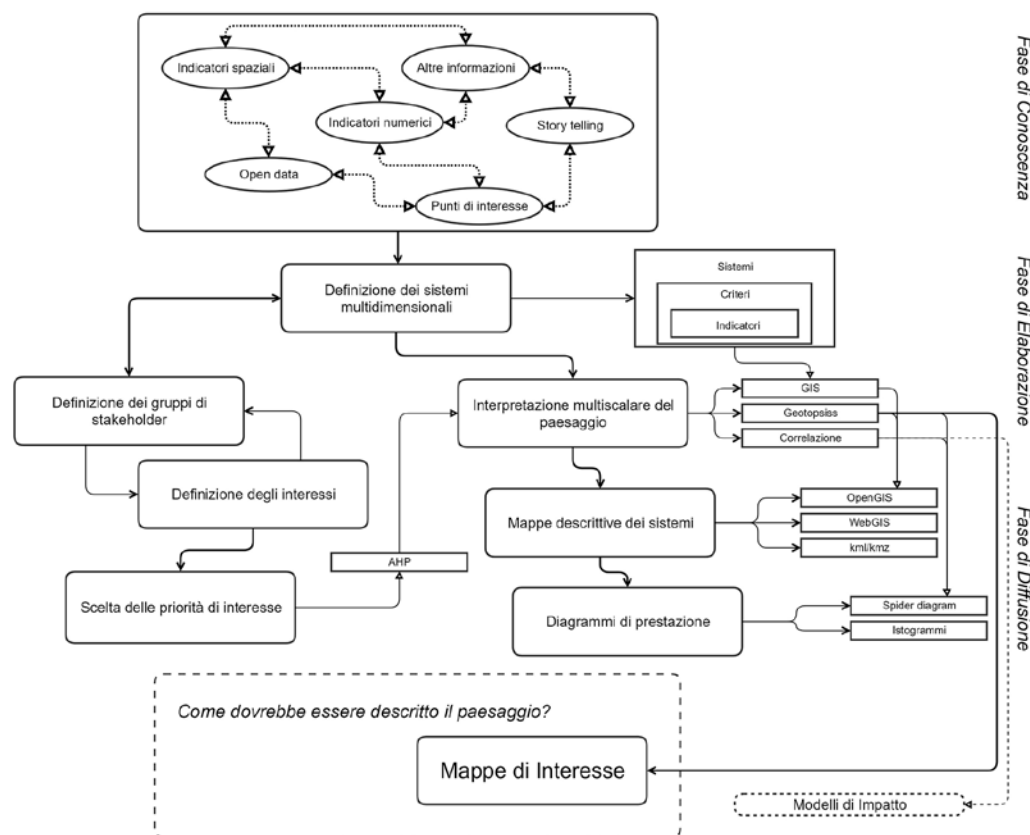 Indicatori spaziali
Altre informazioni
Indicatori numerici
Story telling
Open data
Punti di interesse
Fase di Conoscenza
Definizione dei sistemi
multidimensionali
Sistemi
Criteri
Indicatori
Fase di Elaborazione
Definizione dei gruppi di
stakeholder
Interpretazione multiscalare del
paesaggio
GIS
Geotopsiss
Correlazione
Definizione degli interessi
Mappe descrittive dei sistemi
OpenGIS
WebGIS
kml/kmz
Fase di Diffusione
AHP
Scelta delle priorità di interesse
Diagrammi di prestazione
Spider diagram
Istogrammi
Come dovrebbe essere descritto il paesaggio?
Mappe di Interesse
Modelli di Impatto